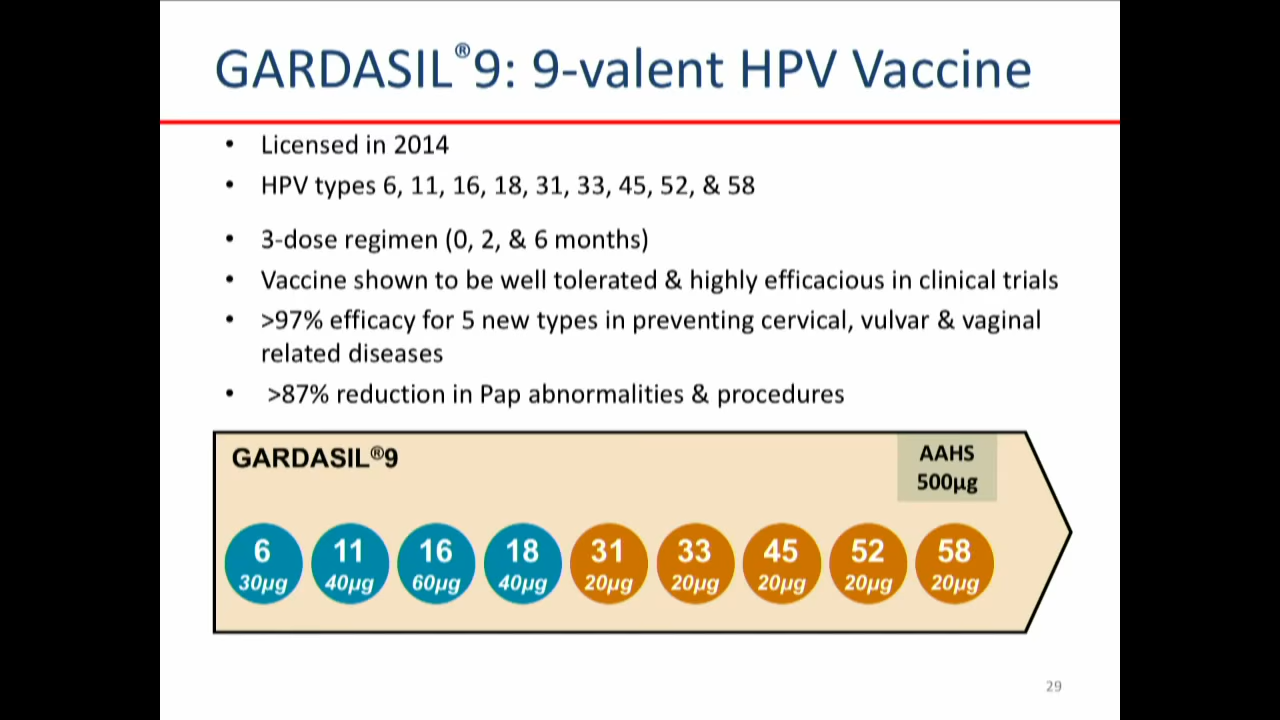 GARDASIL®9: 9-valent HPV Vaccine
• Licensed in 2014
• HPV types 6, 11, 16, 18, 31, 33, 45, 52, & 58
• 3-dose regimen (0, 2, & 6 months)
• Vaccine shown to be well tolerated & highly efficacious in clinical trials
• >97% efficacy for 5 new types in preventing cervical, vulvar & vaginal
related diseases
• >87% reduction in Pap abnormalities & procedures
GARDASIL®9
AAHS
500µg
6 11 16 18 31 33 45 52 58
30µg 40µg 60µg 40µg 20µg 20µg 20µg 20µg 20µg
29